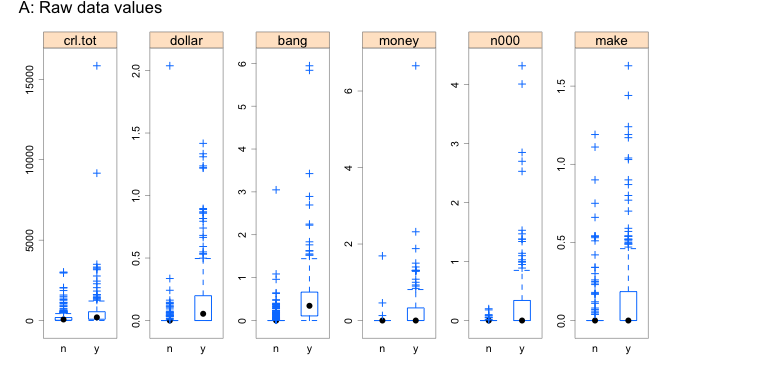 A: Raw data values
crl.tot dollar bang money n000 make
0 5000 10000 15000
0.0 0.5 1.0 1.5 2.0
0 1 2 3 4 5 6
0 2 4 6
0 1 2 3 4
0.0 0.5 1.0 1.5
n y n y n y n y n y n y